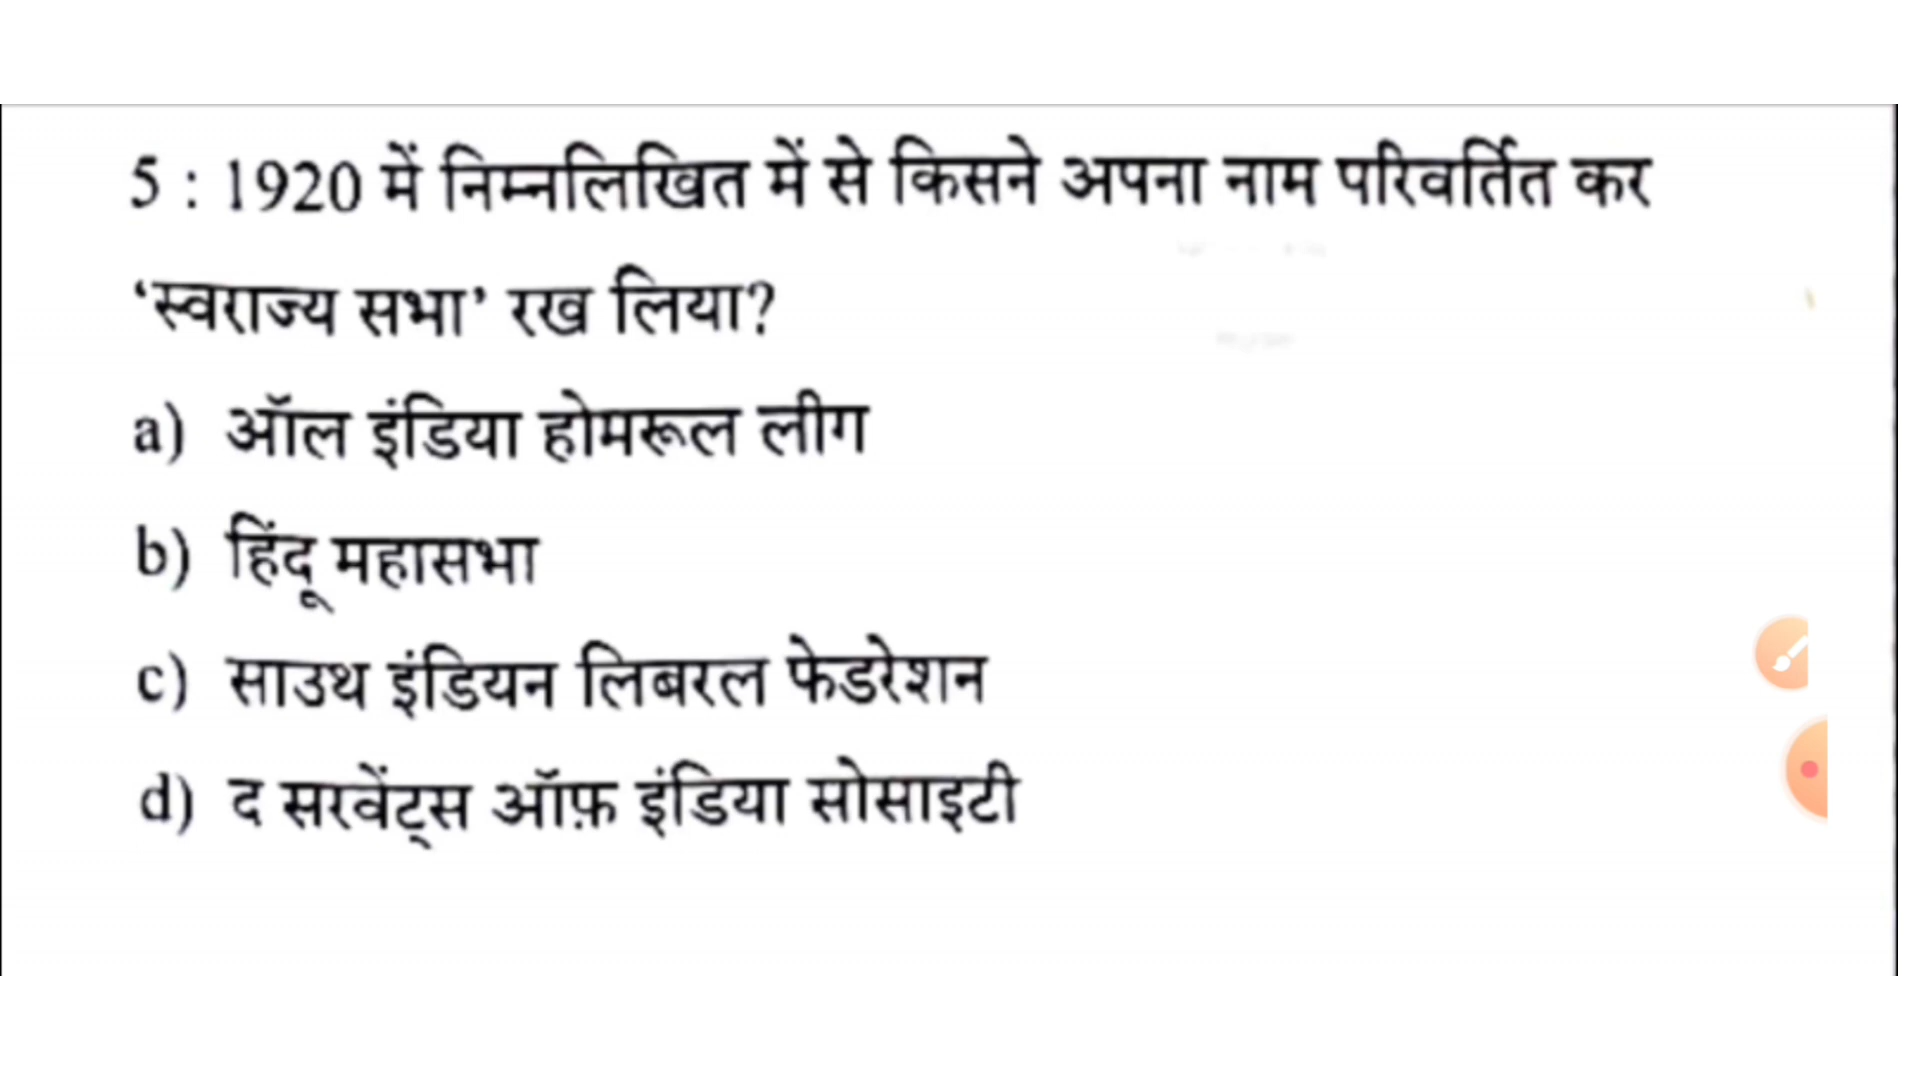 5 : 1920 में निम्नलिखित में से किसने अपना नाम परिवर्तित कर
‘स्वराज्य सभा’ रख लिया?
a) ऑल इंडिया होमरूल लीग
b) हिंदू महासभा
c) साउथ इंडियन लिबरल फेडरेशन
d) द सरवेंट्स ऑफ़ इंडिया सोसाइटी